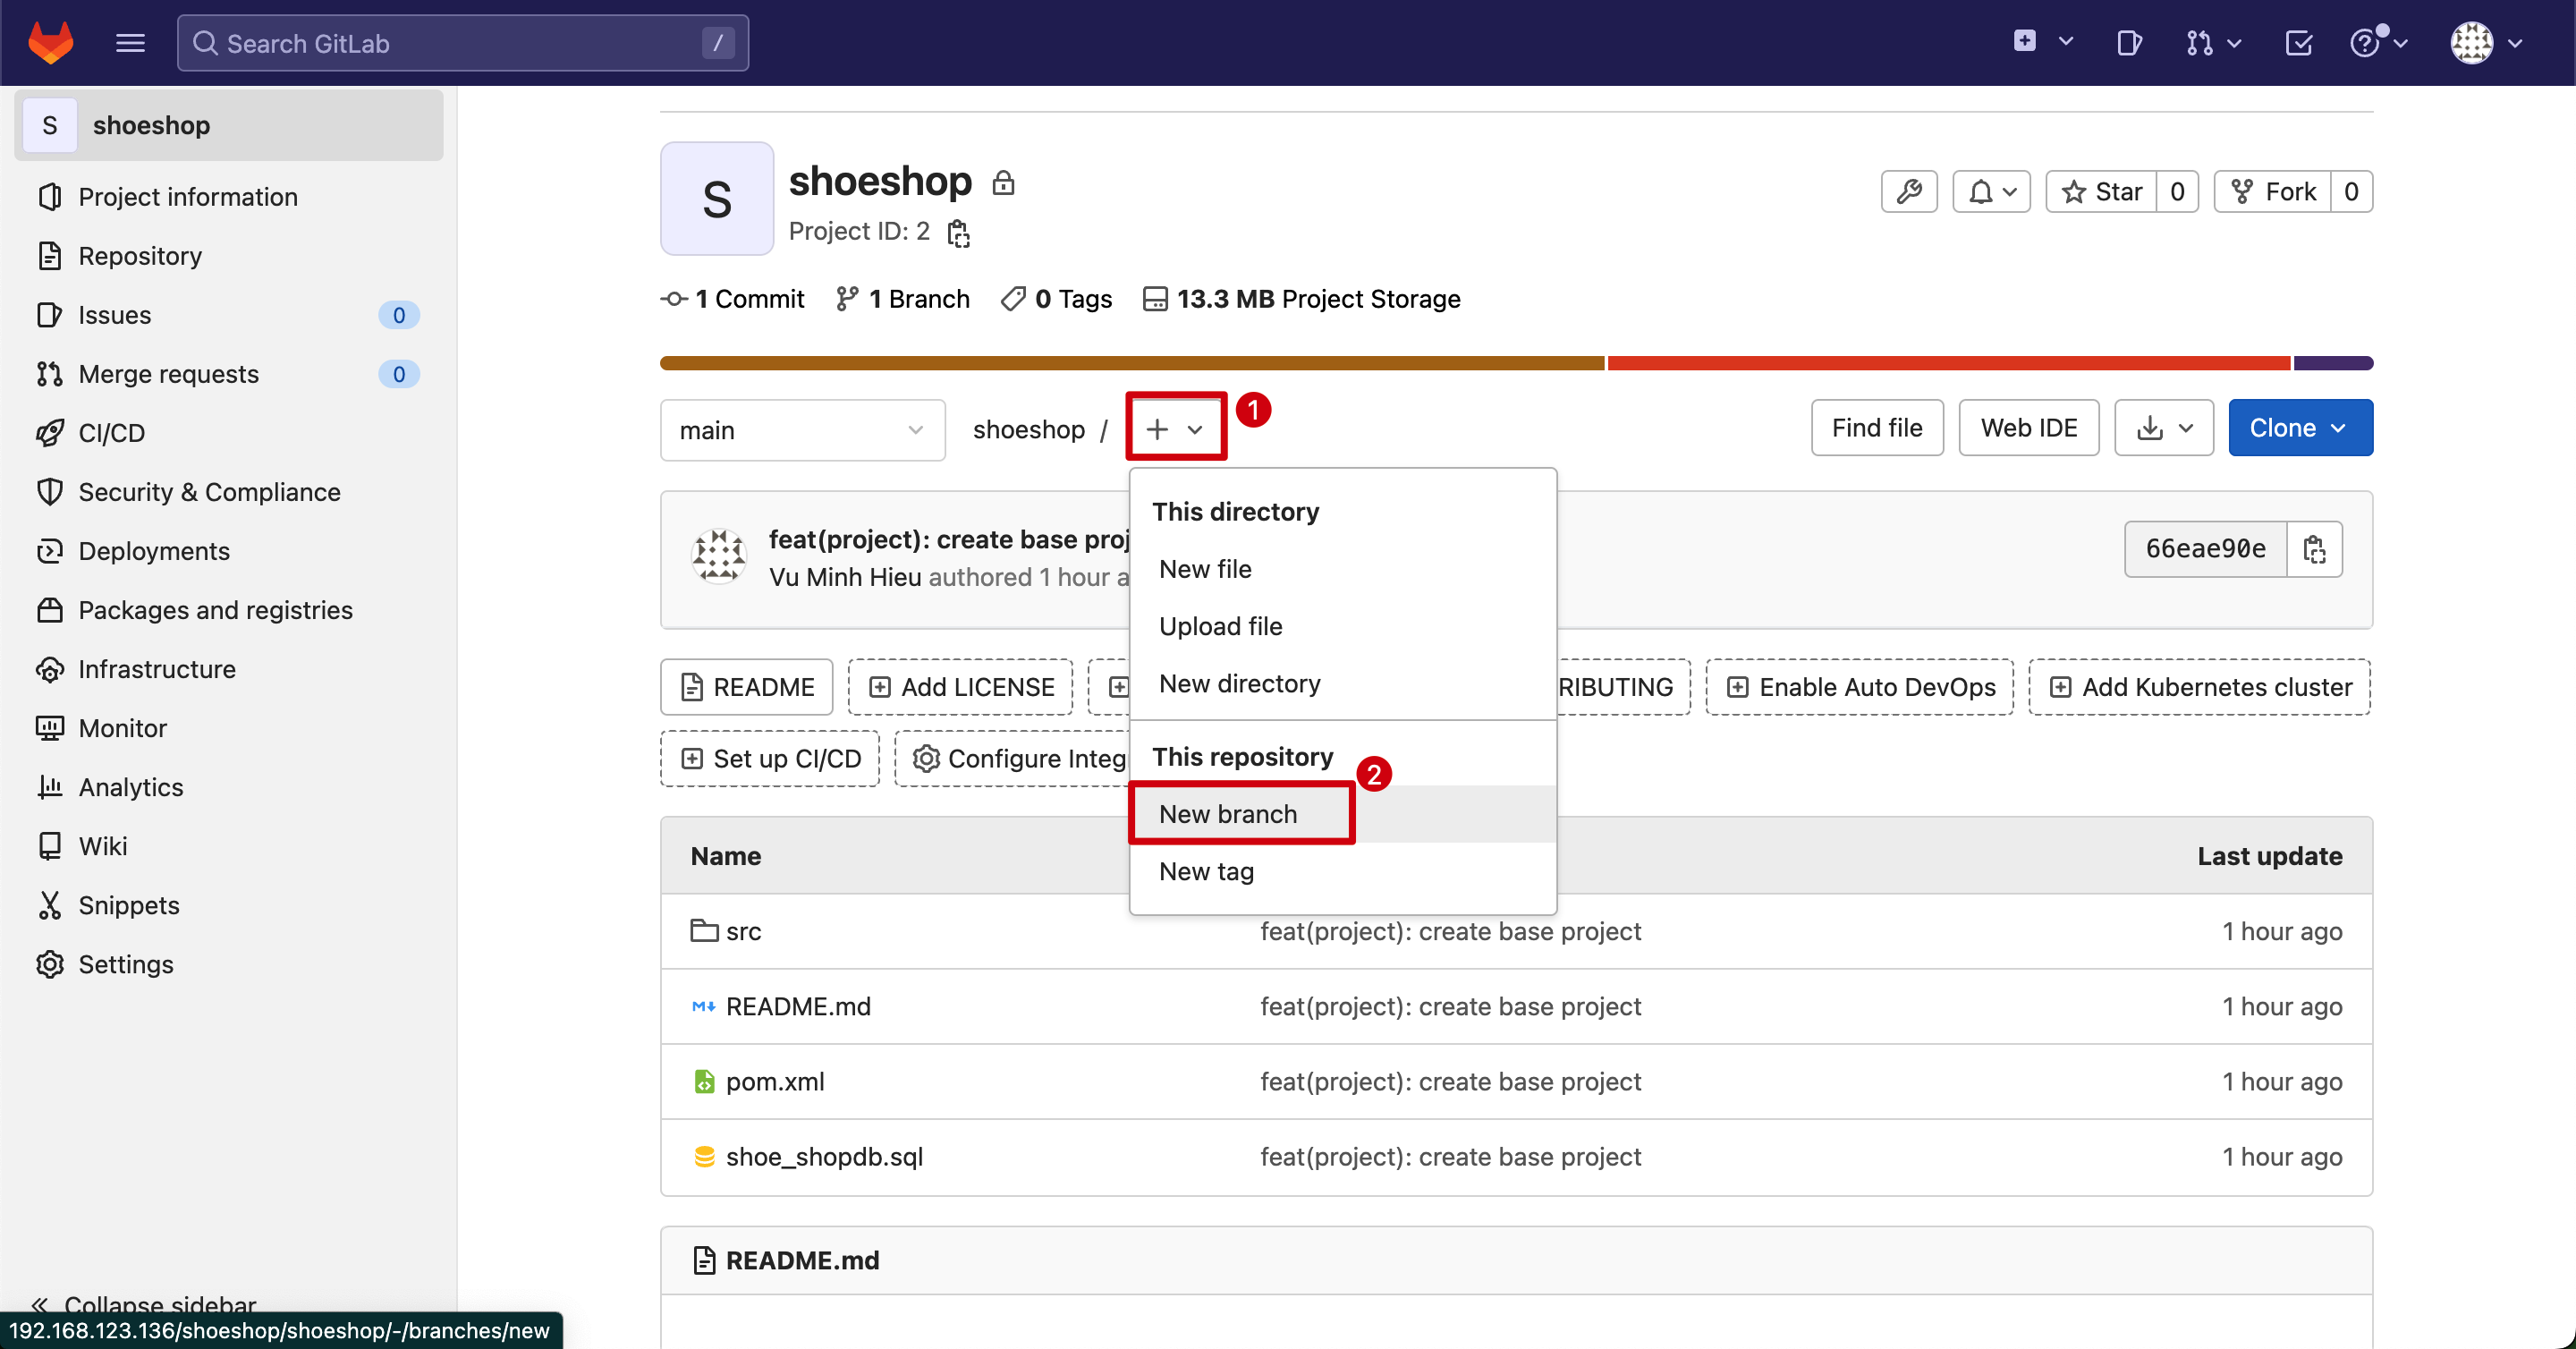 Search GitLab /
S shoeshop
Project information
Repository
Issues 0
Merge requests 0
CI/CD
Security & Compliance
Deployments
Packages and registries
Infrastructure
Monitor
Analytics
Wiki
Snippets
Settings
Collapse sidebar
192.168.123.136/shoeshop/shoeshop/-/branches/new
S
shoeshop
Project ID: 2
Star 0
Fork 0
1 Commit 1 Branch 0 Tags 13.3 MB Project Storage
main
shoeshop /
1
Find file
Web IDE
Clone
This directory
New file
Upload file
New directory
This repository
2
New branch
New tag
feat(project): create base proj
Vu Minh Hieu authored 1 hour a
66eae90e
README
Add LICENSE
RIBUTING
Enable Auto DevOps
Add Kubernetes cluster
Set up CI/CD
Configure Integ
Name Last update
src feat(project): create base project 1 hour ago
README.md feat(project): create base project 1 hour ago
pom.xml feat(project): create base project 1 hour ago
shoe_shopdb.sql feat(project): create base project 1 hour ago
README.md